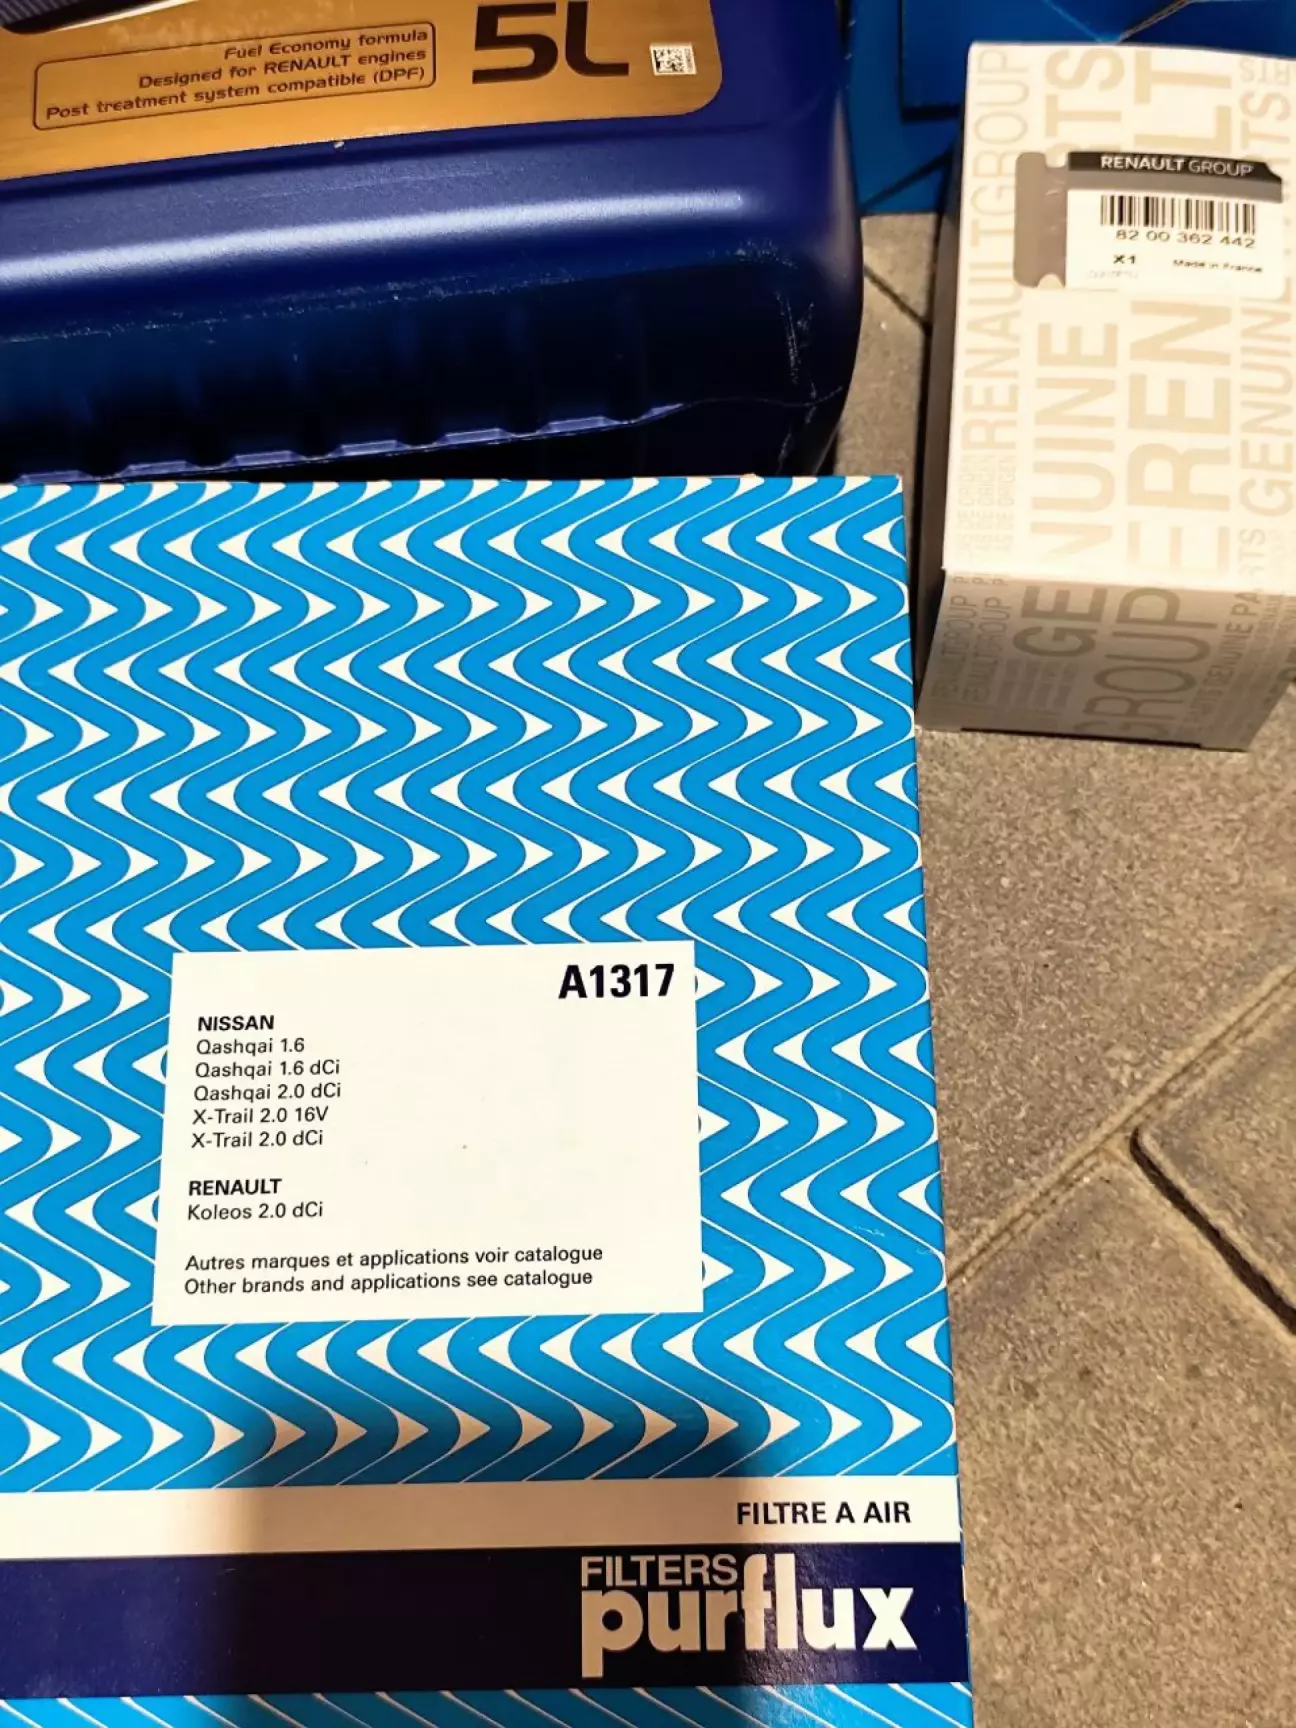 Fuel Economy formula
Designed for RENAULT engines
Post treatment system compatible (DPF)
5L
RENAULT GROUP
82 00 362 442
X1
Made in France
RENAULTGROUP
GENUINE
GROUP
A1317
NISSAN
Qashqai 1.6
Qashqai 1.6 dCi
Qashqai 2.0 dCi
X-Trail 2.0 16V
X-Trail 2.0 dCi
RENAULT
Koleos 2.0 dCi
Autres marques et applications voir catalogue
Other brands and applications see catalogue
FILTRE A AIR
FILTERS
purflux